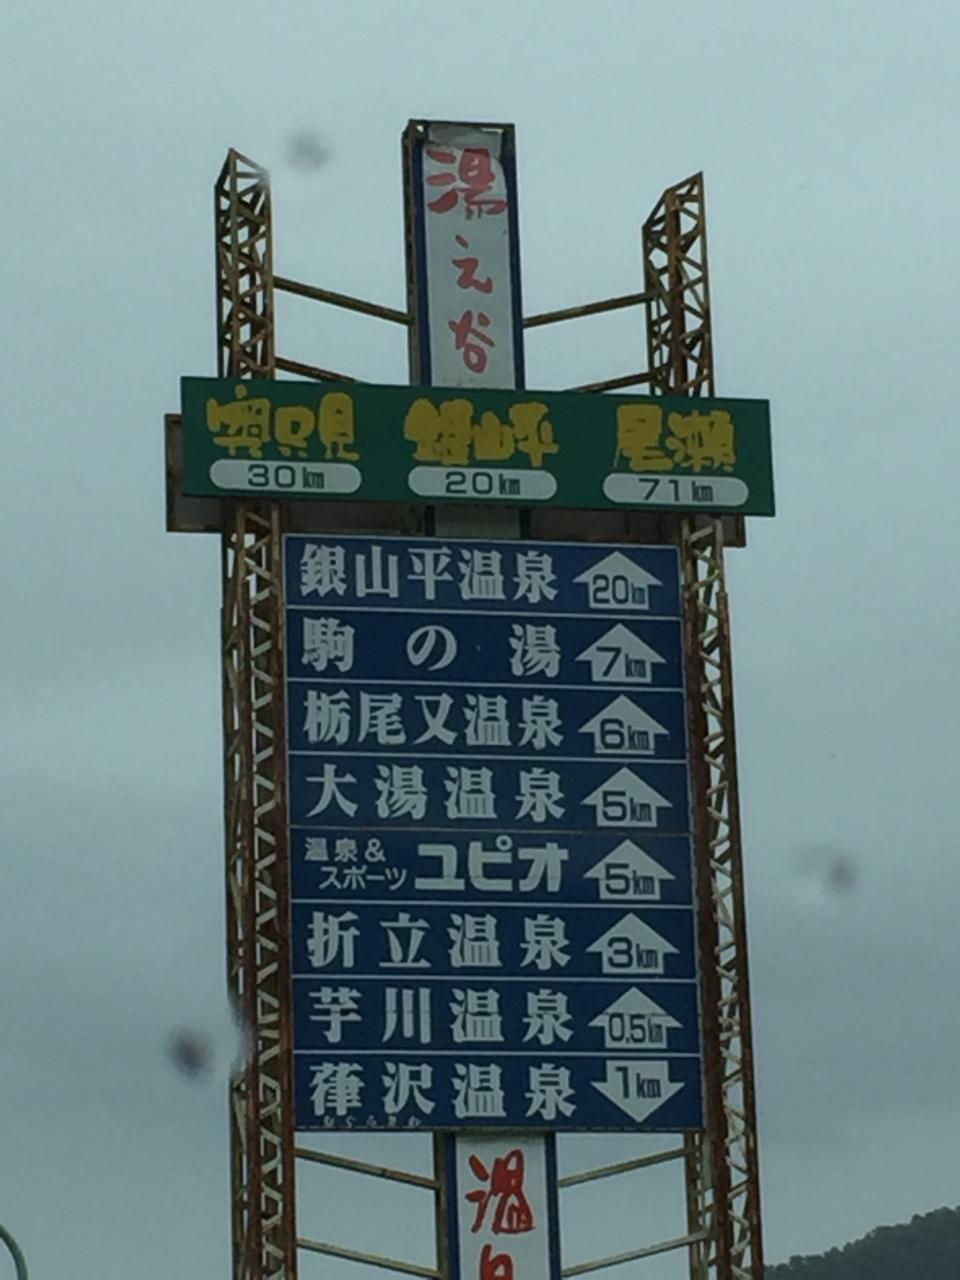 湯之谷
奥只見 銀山平 尾瀬
30km 20km 71km
銀山平温泉 20km
駒の湯 7km
栃尾又温泉 6km
大湯温泉 5km
温泉&スポーツ ユピオ 5km
折立温泉 3km
芋川温泉 0.5km
葎沢温泉 1km
温